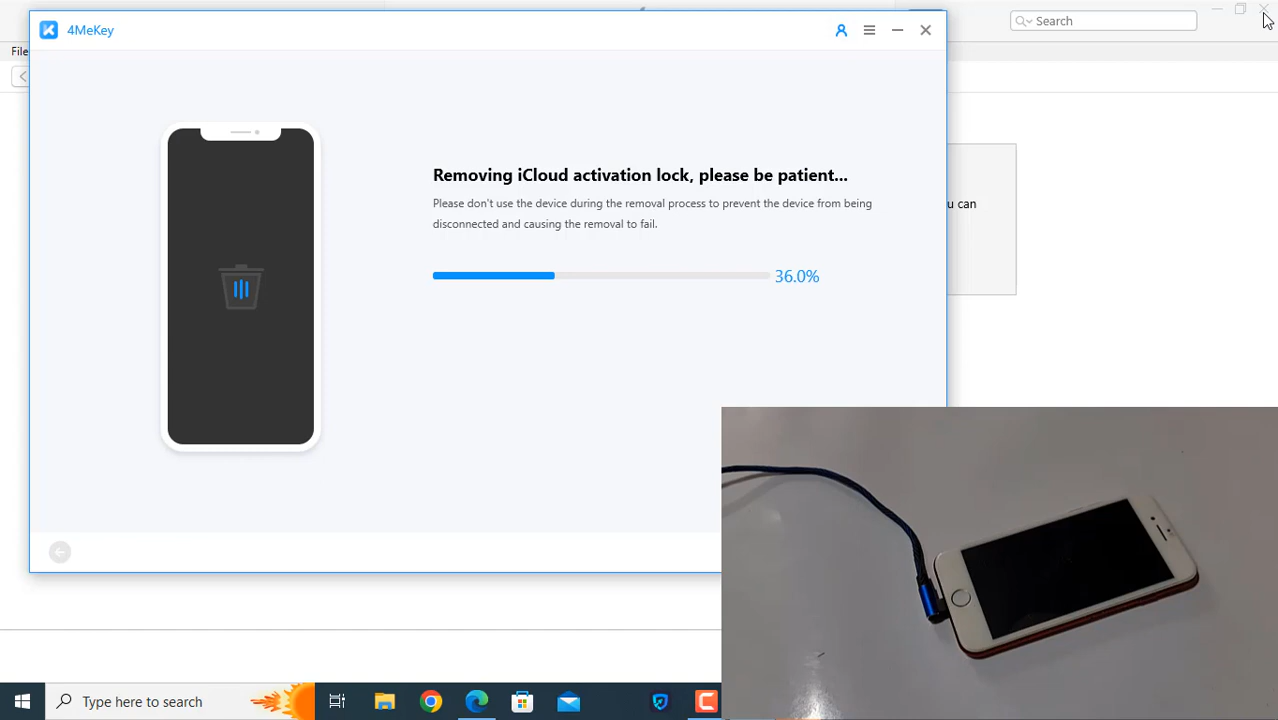 4MeKey
Search
File
Removing iCloud activation lock, please be patient...
Please don't use the device during the removal process to prevent the device from being
disconnected and causing the removal to fail.
u can
36.0%
Type here to search